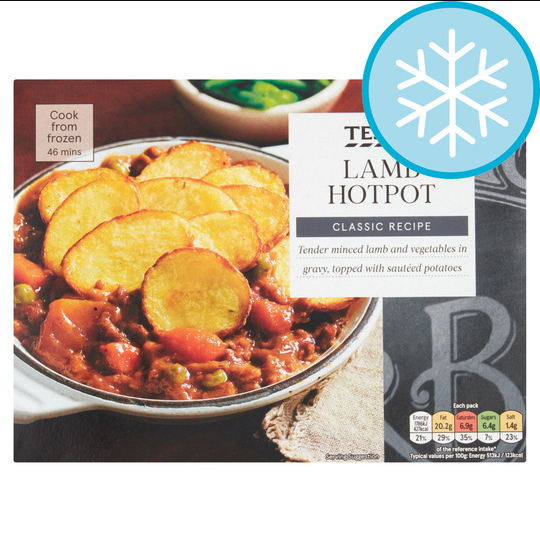 Cook
from
frozen
46 mins
LAMB
HOTPOT
CLASSIC RECIPE
Tender minced lamb and vegetables in
gravy, topped with sautéed potatoes
Each pack
Energy Fat Saturates Sugars Salt
1786kJ
427kcal 20.2g 6.9g 6.4g 1.4g
21% 29% 35% 7% 23%
of the reference intake*
Typical values per 100g: Energy 513kJ / 123kcal
Serving Suggestion